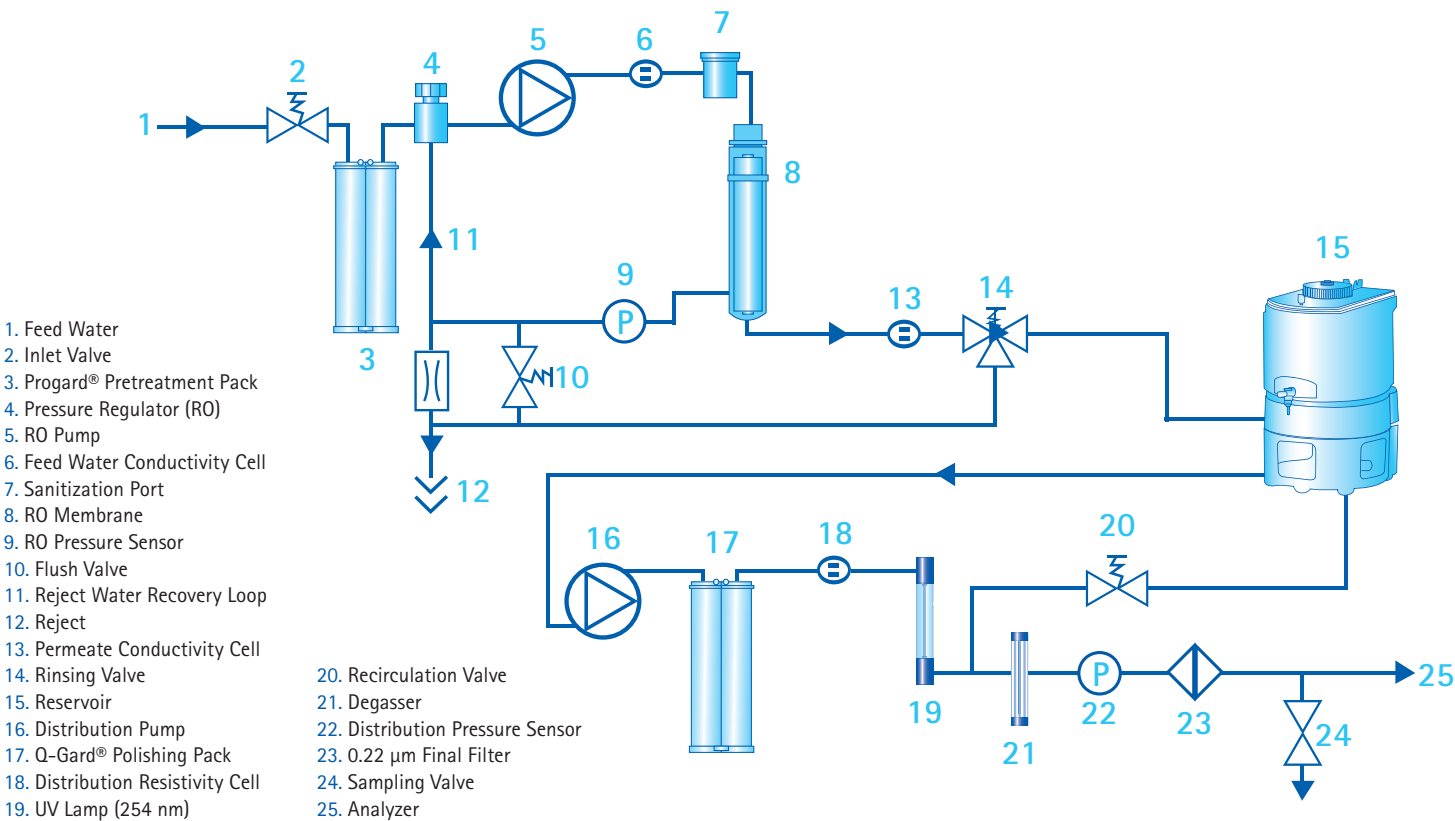 7
5
6
2
4
1
8
11
15
9
13
14
P
1. Feed Water
2. Inlet Valve
3
10
3. Progard® Pretreatment Pack
4. Pressure Regulator (RO)
5. RO Pump
6. Feed Water Conductivity Cell
12
7. Sanitization Port
8. RO Membrane
9. RO Pressure Sensor
10. Flush Valve
11. Reject Water Recovery Loop
12. Reject
13. Permeate Conductivity Cell
14. Rinsing Valve
15. Reservoir
16. Distribution Pump
17. Q-Gard® Polishing Pack
18. Distribution Resistivity Cell
19. UV Lamp (254 nm)
16
17
18
20
20. Recirculation Valve
21. Degasser
22. Distribution Pressure Sensor
23. 0.22 µm Final Filter
24. Sampling Valve
25. Analyzer
P
25
19
21
22
23
24